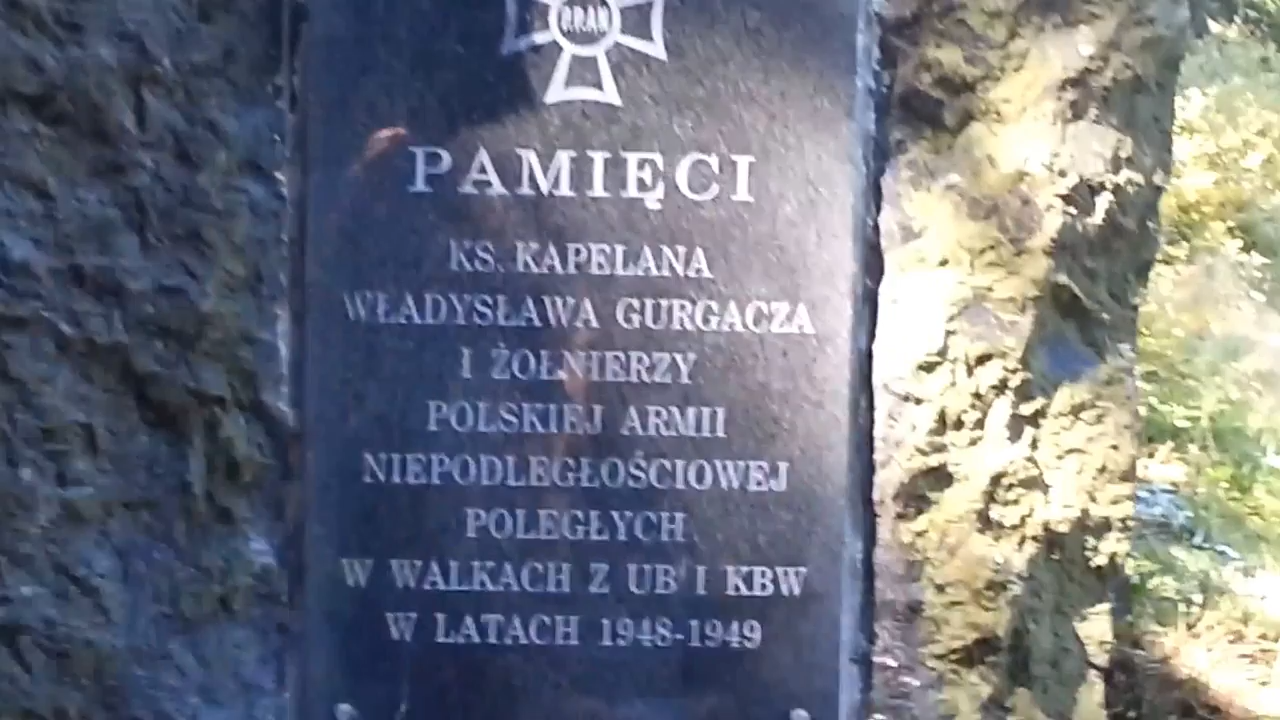 PAMIĘCI
KS. KAPELANA
WŁADYSŁAWA GURGACZA
I ŻOŁNIERZY
POLSKIEJ ARMII
NIEPODLEGŁOŚCIOWEJ
POLEGŁYCH
W WALKACH Z UB I KBW
W LATACH 1948-1949